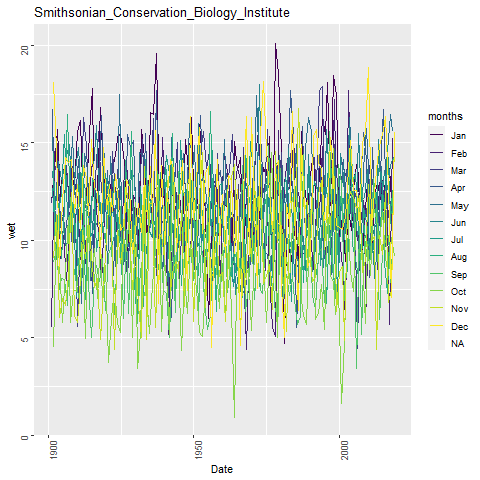 Smithsonian_Conservation_Biology_Institute
20
15
10
5
0
wet
1900
1950
2000
Date
months
Jan
Feb
Mar
Apr
May
Jun
Jul
Aug
Sep
Oct
Nov
Dec
NA